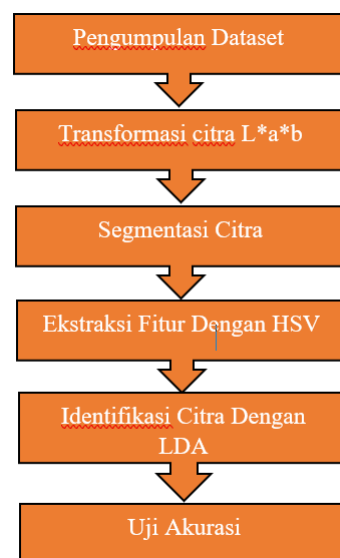 Pengumpulan Dataset
Transformasi citra L*a*b
Segmentasi Citra
Ekstraksi Fitur Dengan HSV
Identifikasi Citra Dengan
LDA
Uji Akurasi